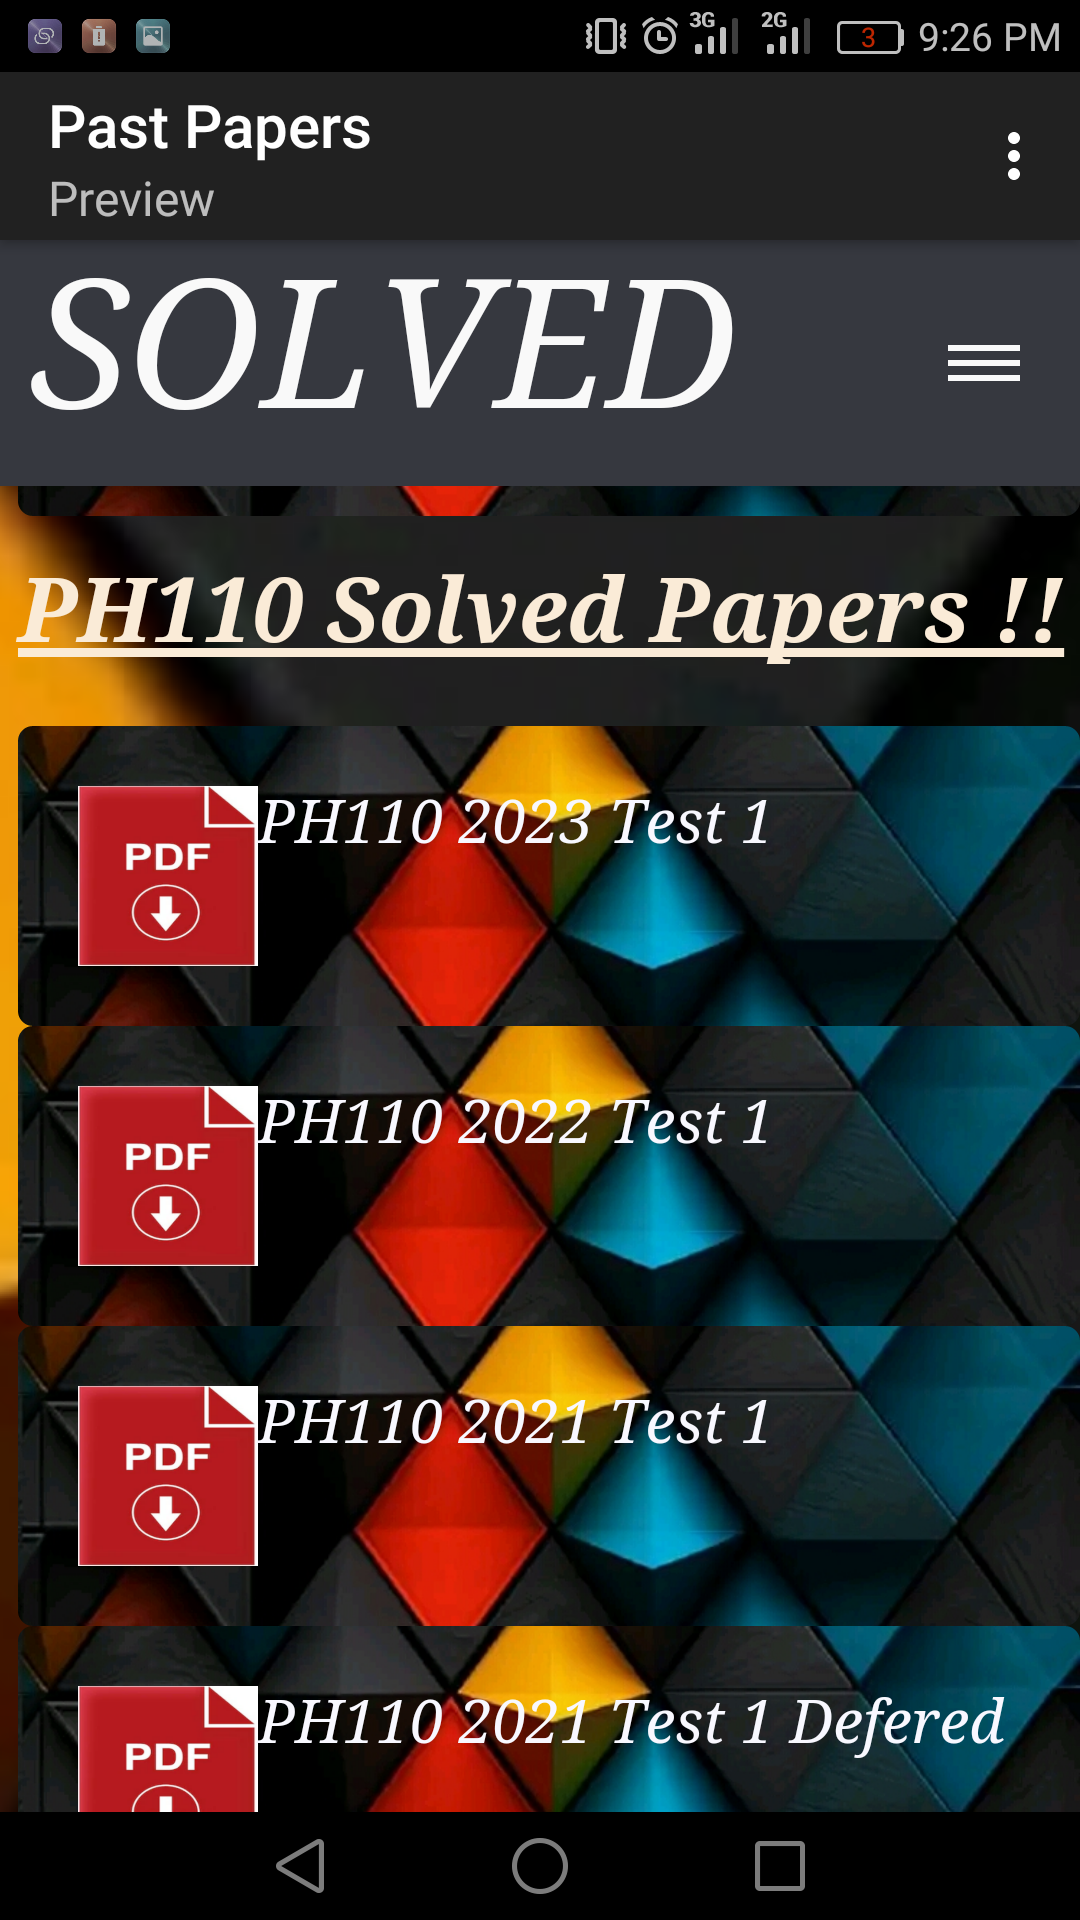 3G 2G 3 9:26 PM
Past Papers
Preview
SOLVED
PH110 Solved Papers !!
PH110 2023 Test 1
PDF
PH110 2022 Test 1
PDF
PH110 2021 Test 1
PDF
PH110 2021 Test 1 Defered
PDF